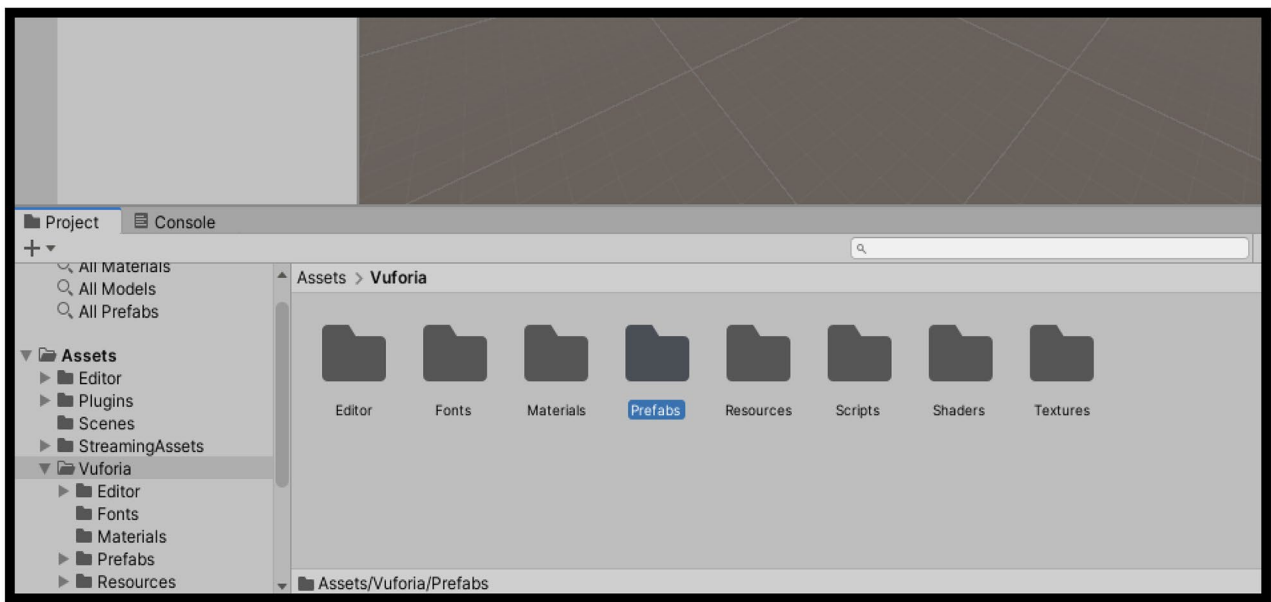 Project Console
All Materials
All Models
All Prefabs
Assets
Editor
Plugins
Scenes
StreamingAssets
Vuforia
Editor
Fonts
Materials
Prefabs
Resources
Assets > Vuforia
Editor Fonts Materials Prefabs Resources Scripts Shaders Textures
Assets/Vuforia/Prefabs